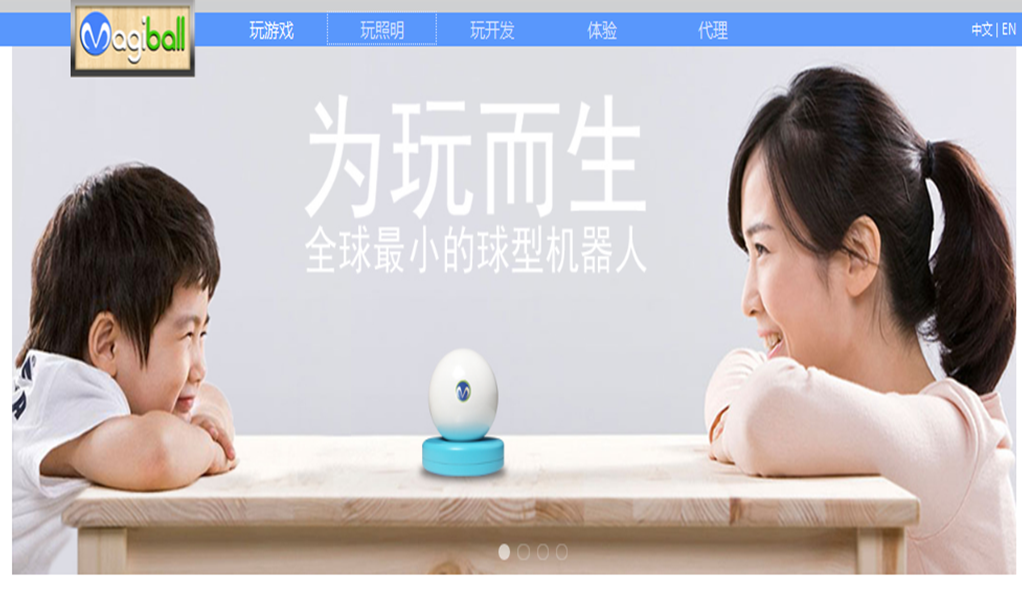 Magiball
玩游戏 玩照明 玩开发 体验 代理 中文 | EN
为玩而生
全球最小的球型机器人